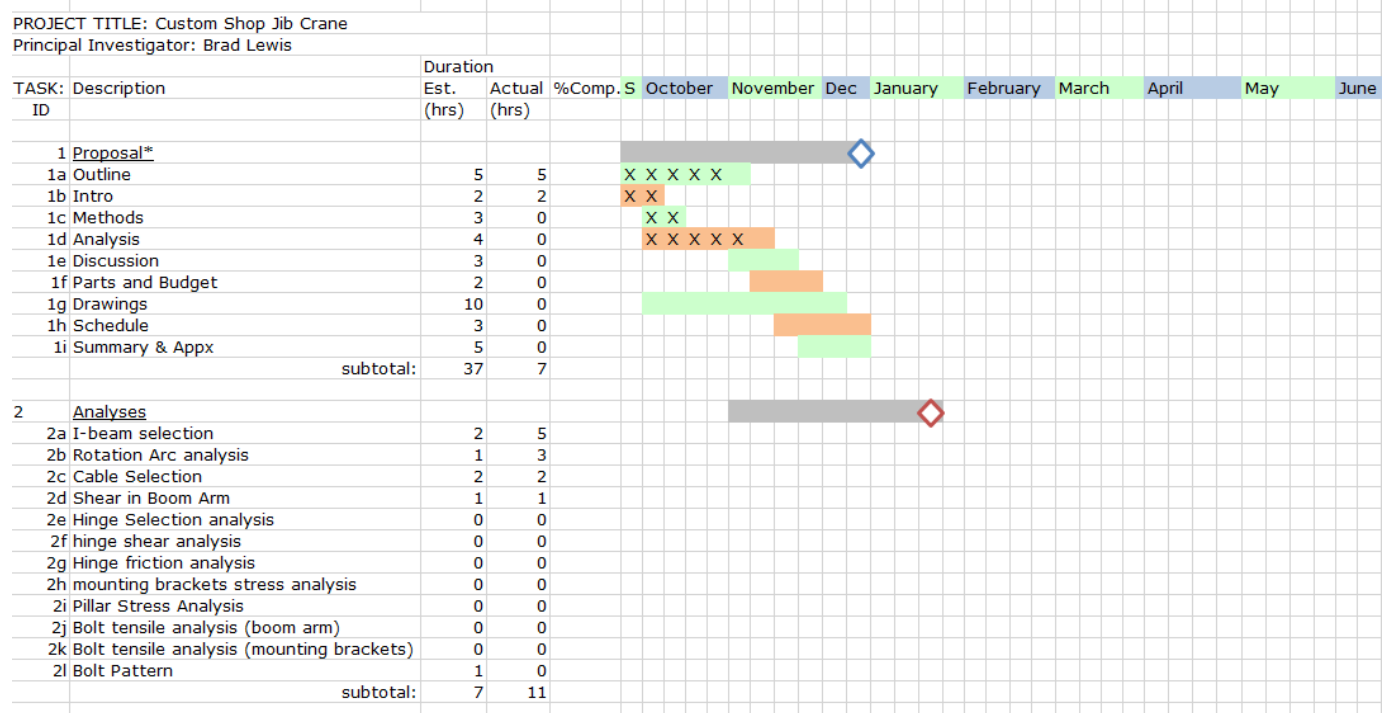 PROJECT TITLE: Custom Shop Jib Crane
Principal Investigator: Brad Lewis
Duration
TASK: Description Est. Actual %Comp. S October November Dec January February March April May June
ID (hrs) (hrs)
1 Proposal*
1a Outline 5 5 X X X X X
1b Intro 2 2 X X
1c Methods 3 0 X X
1d Analysis 4 0 X X X X X
1e Discussion 3 0
1f Parts and Budget 2 0
1g Drawings 10 0
1h Schedule 3 0
1i Summary & Appx 5 0
subtotal: 37 7
2 Analyses
2a I-beam selection 2 5
2b Rotation Arc analysis 1 3
2c Cable Selection 2 2
2d Shear in Boom Arm 1 1
2e Hinge Selection analysis 0 0
2f hinge shear analysis 0 0
2g Hinge friction analysis 0 0
2h mounting brackets stress analysis 0 0
2i Pillar Stress Analysis 0 0
2j Bolt tensile analysis (boom arm) 0 0
2k Bolt tensile analysis (mounting brackets) 0 0
2l Bolt Pattern 1 0
subtotal: 7 11